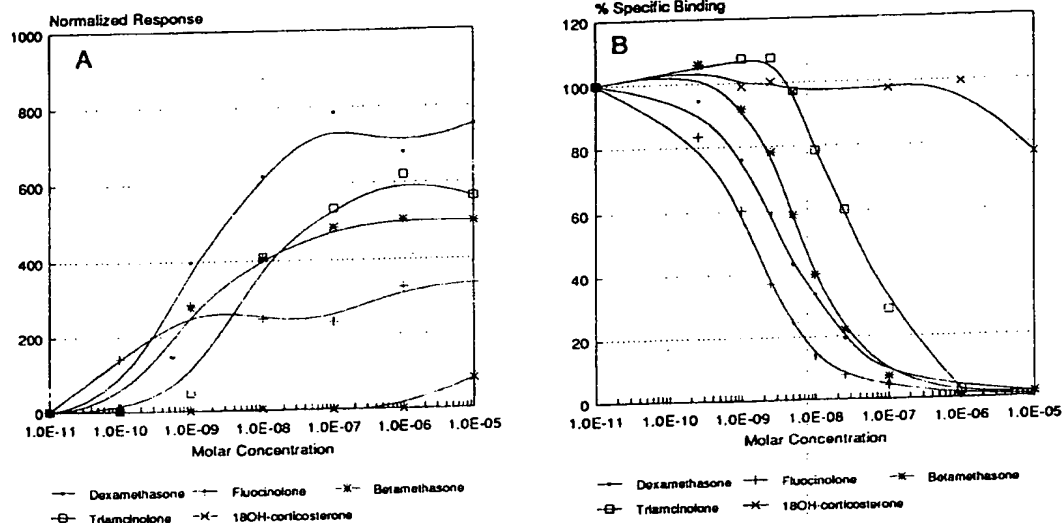 Normalized Response
A
1000
800
600
400
200
0
1.0E-11 1.0E-10 1.0E-09 1.0E-08 1.0E-07 1.0E-06 1.0E-05
Molar Concentration
Dexamethasone Fluocinolone Betamethasone
Triamcinolone 18OH-corticosterone
% Specific Binding
B
120
100
80
60
40
20
0
1.0E-11 1.0E-10 1.0E-09 1.0E-08 1.0E-07 1.0E-06 1.0E-05
Molar Concentration
Dexamethasone Fluocinolone Betamethasone
Triamcinolone 18OH-corticosterone